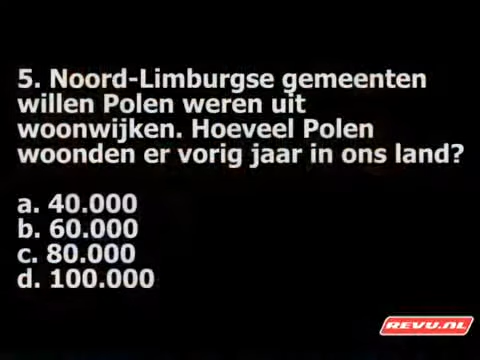 5. Noord-Limburgse gemeenten
willen Polen weren uit
woonwijken. Hoeveel Polen
woonden er vorig jaar in ons land?
a. 40.000
b. 60.000
c. 80.000
d. 100.000
REVU.NL